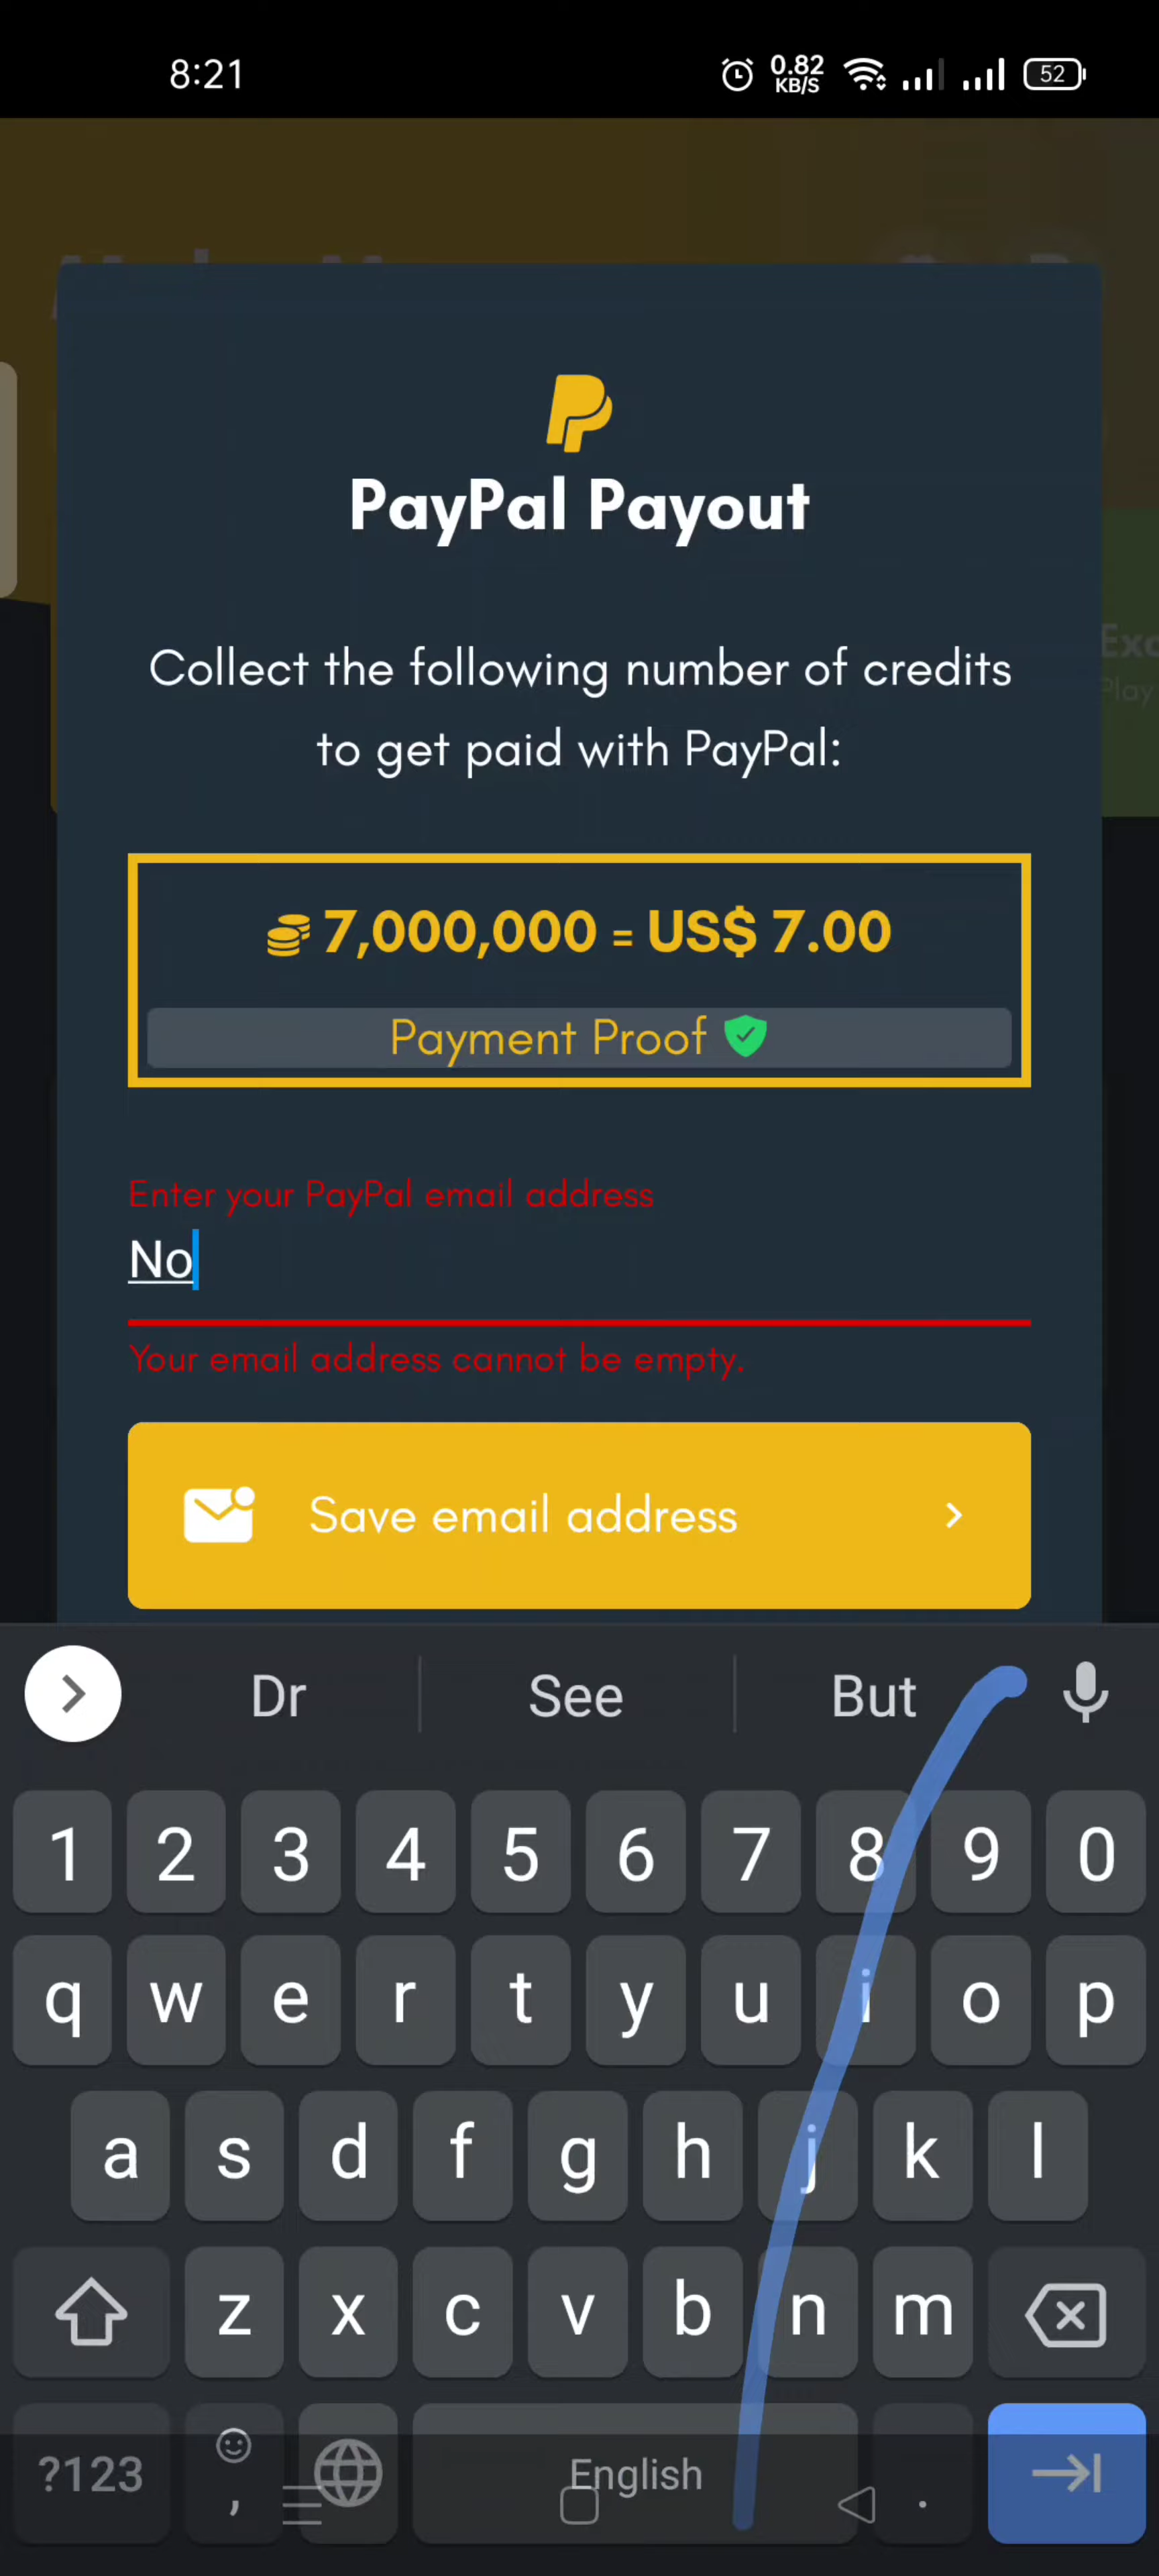 8:21
0.82
KB/S
52
PayPal Payout
Collect the following number of credits
to get paid with PayPal:
Exc
Play
7,000,000 = US$ 7.00
Payment Proof
Enter your PayPal email address
No
Your email address cannot be empty.
Save email address
Dr See But
1 2 3 4 5 6 7 8 9 0
q w e r t y u i o p
a s d f g h j k l
z x c v b n m
?123 , English .